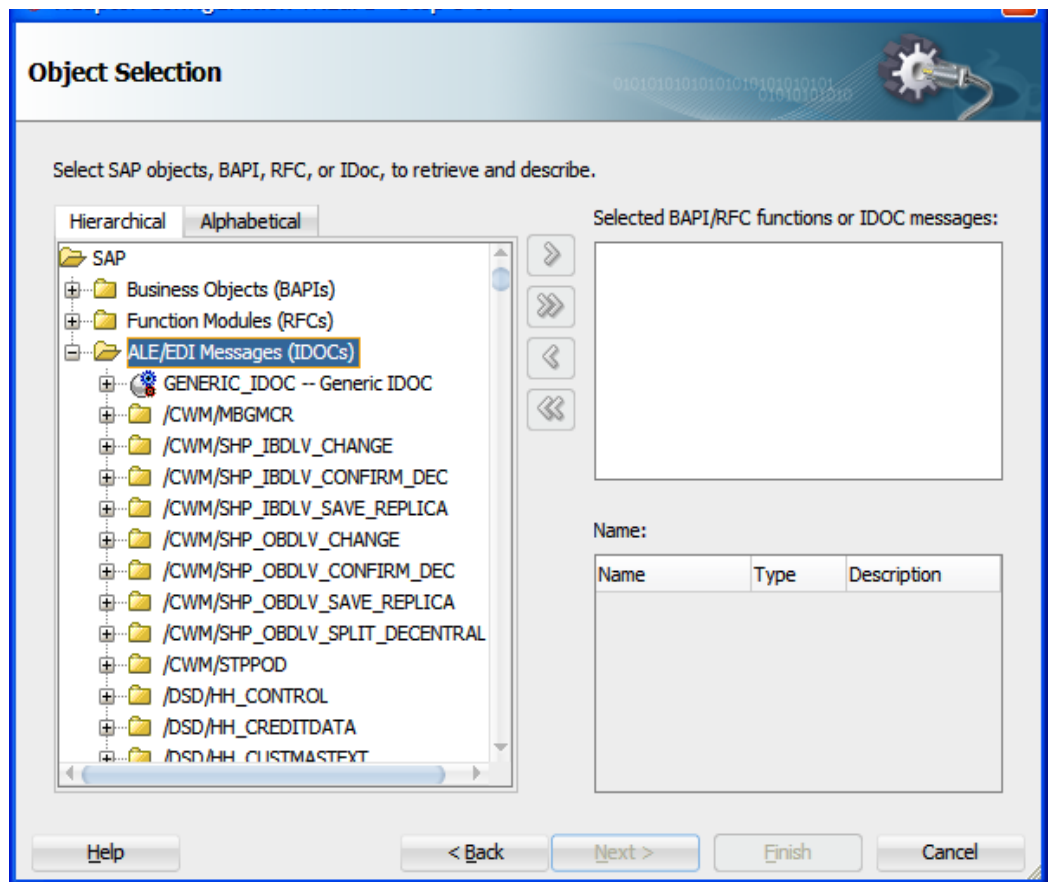 Object Selection
Select SAP objects, BAPI, RFC, or IDoc, to retrieve and describe.
Hierarchical
Alphabetical
SAP
Business Objects (BAPIs)
Function Modules (RFCs)
ALE/EDI Messages (IDOCs)
GENERIC_IDOC -- Generic IDOC
/CWM/MBGMCR
/CWM/SHP_IBDLV_CHANGE
/CWM/SHP_IBDLV_CONFIRM_DEC
/CWM/SHP_IBDLV_SAVE_REPLICA
/CWM/SHP_OBDLV_CHANGE
/CWM/SHP_OBDLV_CONFIRM_DEC
/CWM/SHP_OBDLV_SAVE_REPLICA
/CWM/SHP_OBDLV_SPLIT_DECENTRAL
/CWM/STPPOD
/DSD/HH_CONTROL
/DSD/HH_CREDITDATA
/DSD/HH_CUSTMASTEXT
Selected BAPI/RFC functions or IDOC messages:
Name:
Name Type Description
Help
< Back
Next >
Finish
Cancel